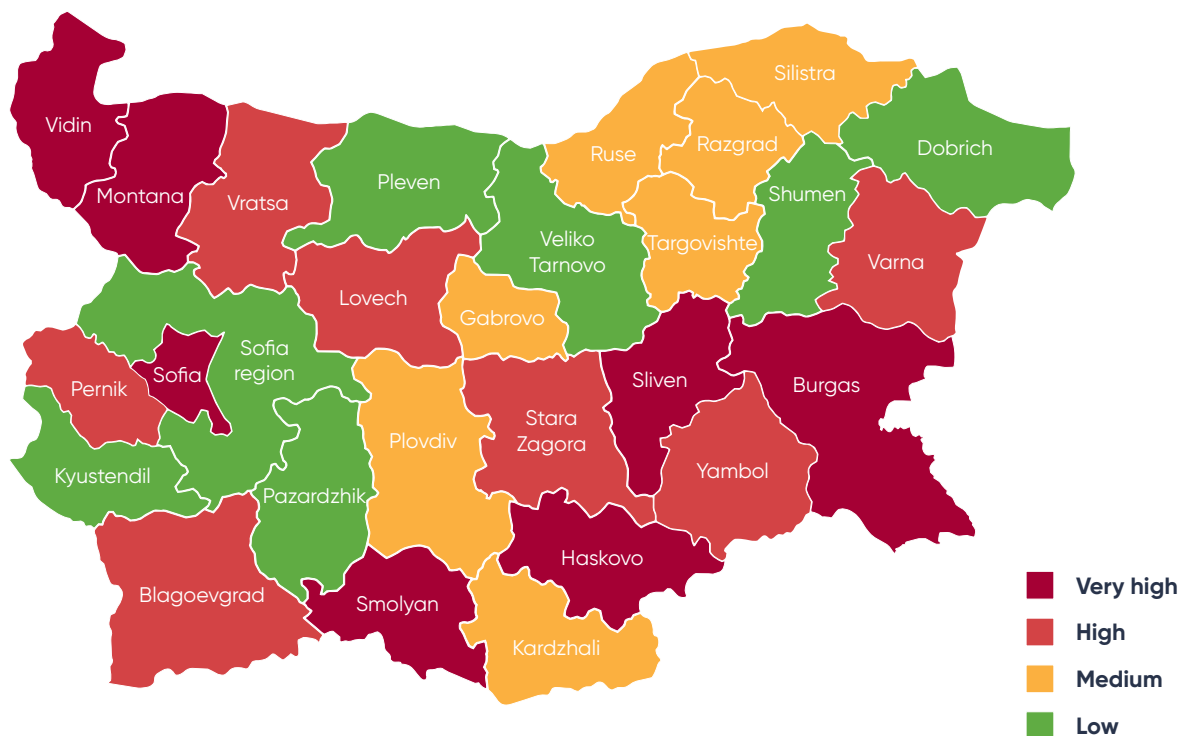 Silistra
Vidin
Ruse
Razgrad
Dobrich
Montana
Vratsa
Pleven
Shumen
Veliko
Tarnovo
Targovishte
Varna
Lovech
Gabrovo
Sofia
region
Pernik
Sofia
Sliven
Burgas
Stara
Zagora
Plovdiv
Kyustendil
Yambol
Pazardzhik
Haskovo
Blagoevgrad
Smolyan
Kardzhali
Very high
High
Medium
Low